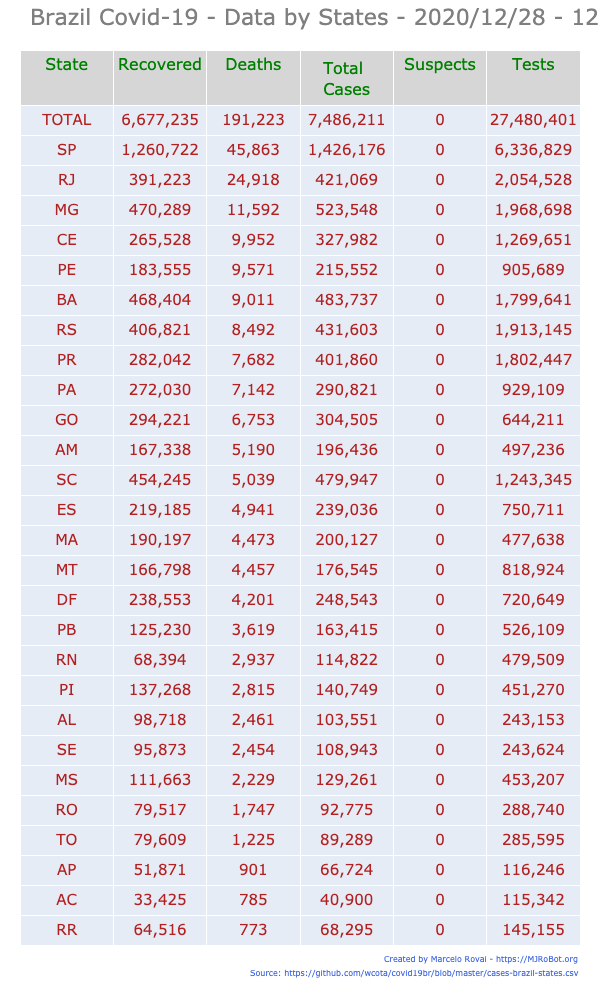 Brazil Covid-19 - Data by States - 2020/12/28 - 12
State Recovered Deaths Total Cases Suspects Tests
TOTAL 6,677,235 191,223 7,486,211 0 27,480,401
SP 1,260,722 45,863 1,426,176 0 6,336,829
RJ 391,223 24,918 421,069 0 2,054,528
MG 470,289 11,592 523,548 0 1,968,698
CE 265,528 9,952 327,982 0 1,269,651
PE 183,555 9,571 215,552 0 905,689
BA 468,404 9,011 483,737 0 1,799,641
RS 406,821 8,492 431,603 0 1,913,145
PR 282,042 7,682 401,860 0 1,802,447
PA 272,030 7,142 290,821 0 929,109
GO 294,221 6,753 304,505 0 644,211
AM 167,338 5,190 196,436 0 497,236
SC 454,245 5,039 479,947 0 1,243,345
ES 219,185 4,941 239,036 0 750,711
MA 190,197 4,473 200,127 0 477,638
MT 166,798 4,457 176,545 0 818,924
DF 238,553 4,201 248,543 0 720,649
PB 125,230 3,619 163,415 0 526,109
RN 68,394 2,937 114,822 0 479,509
PI 137,268 2,815 140,749 0 451,270
AL 98,718 2,461 103,551 0 243,153
SE 95,873 2,454 108,943 0 243,624
MS 111,663 2,229 129,261 0 453,207
RO 79,517 1,747 92,775 0 288,740
TO 79,609 1,225 89,289 0 285,595
AP 51,871 901 66,724 0 116,246
AC 33,425 785 40,900 0 115,342
RR 64,516 773 68,295 0 145,155
Created by Marcelo Rovai - https://MJRoBot.org
Source: https://github.com/wcota/covid19br/blob/master/cases-brazil-states.csv